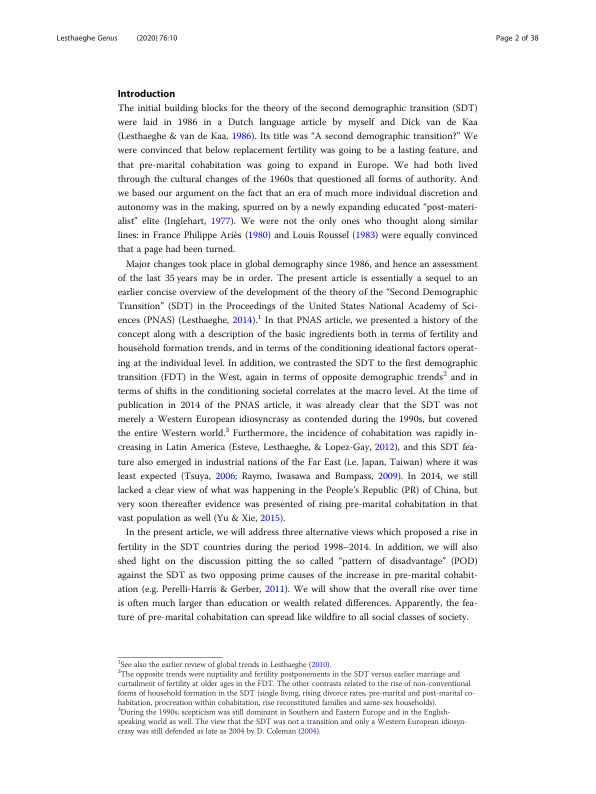 Lesthaeghe Genus (2020) 76:10 Page 2 of 38
Introduction
The initial building blocks for the theory of the second demographic transition (SDT)
were laid in 1986 in a Dutch language article by myself and Dick van de Kaa
(Lesthaeghe & van de Kaa, 1986). Its title was “A second demographic transition?” We
were convinced that below replacement fertility was going to be a lasting feature, and
that pre-marital cohabitation was going to expand in Europe. We had both lived
through the cultural changes of the 1960s that questioned all forms of authority. And
we based our argument on the fact that an era of much more individual discretion and
autonomy was in the making, spurred on by a newly expanding educated “post-materi-
alist” elite (Inglehart, 1977). We were not the only ones who thought along similar
lines: in France Philippe Ariès (1980) and Louis Roussel (1983) were equally convinced
that a page had been turned.
Major changes took place in global demography since 1986, and hence an assessment
of the last 35 years may be in order. The present article is essentially a sequel to an
earlier concise overview of the development of the theory of the “Second Demographic
Transition” (SDT) in the Proceedings of the United States National Academy of Sci-
ences (PNAS) (Lesthaeghe, 2014).1 In that PNAS article, we presented a history of the
concept along with a description of the basic ingredients both in terms of fertility and
household formation trends, and in terms of the conditioning ideational factors operat-
ing at the individual level. In addition, we contrasted the SDT to the first demographic
transition (FDT) in the West, again in terms of opposite demographic trends2 and in
terms of shifts in the conditioning societal correlates at the macro level. At the time of
publication in 2014 of the PNAS article, it was already clear that the SDT was not
merely a Western European idiosyncrasy as contended during the 1990s, but covered
the entire Western world.3 Furthermore, the incidence of cohabitation was rapidly in-
creasing in Latin America (Esteve, Lesthaeghe, & Lopez-Gay, 2012), and this SDT fea-
ture also emerged in industrial nations of the Far East (i.e. Japan, Taiwan) where it was
least expected (Tsuya, 2006; Raymo, Iwasawa and Bumpass, 2009). In 2014, we still
lacked a clear view of what was happening in the People’s Republic (PR) of China, but
very soon thereafter evidence was presented of rising pre-marital cohabitation in that
vast population as well (Yu & Xie, 2015).
In the present article, we will address three alternative views which proposed a rise in
fertility in the SDT countries during the period 1998–2014. In addition, we will also
shed light on the discussion pitting the so called “pattern of disadvantage” (POD)
against the SDT as two opposing prime causes of the increase in pre-marital cohabit-
ation (e.g. Perelli-Harris & Gerber, 2011). We will show that the overall rise over time
is often much larger than education or wealth related differences. Apparently, the fea-
ture of pre-marital cohabitation can spread like wildfire to all social classes of society.
1See also the earlier review of global trends in Lesthaeghe (2010).
2The opposite trends were nuptiality and fertility postponements in the SDT versus earlier marriage and
curtailment of fertility at older ages in the FDT. The other contrasts related to the rise of non-conventional
forms of household formation in the SDT (single living, rising divorce rates, pre-marital and post-marital co-
habitation, procreation within cohabitation, rise reconstituted families and same-sex households).
3During the 1990s, scepticism was still dominant in Southern and Eastern Europe and in the English-
speaking world as well. The view that the SDT was not a transition and only a Western European idiosyn-
crasy was still defended as late as 2004 by D. Coleman (2004).